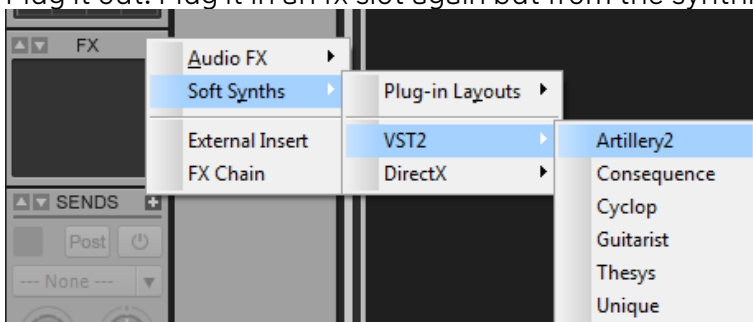 Plug it out. Plug it in an fx slot again but from the synth
FX
Audio FX
Soft Synths
External Insert
FX Chain
Plug-in Layouts
VST2
DirectX
Artillery2
Consequence
Cyclop
Guitarist
Thesys
Unique
SENDS
Post
--- None ---